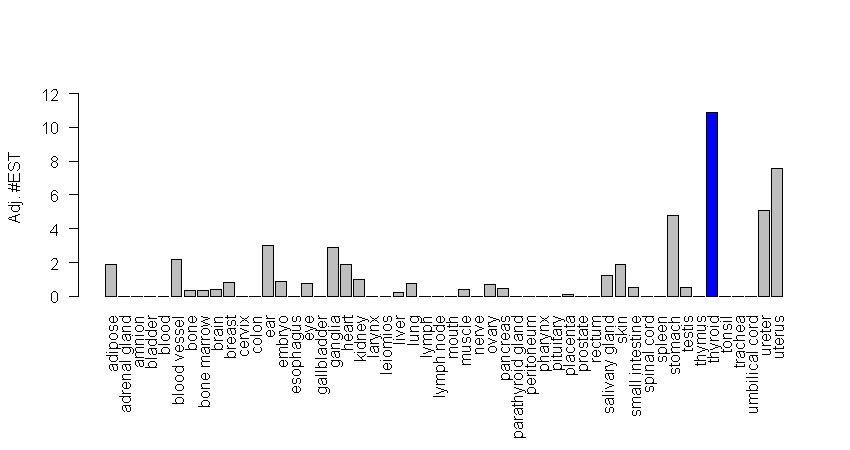 Adj. #EST
12
10
8
6
4
2
0
adipose
adrenal gland
amnion
bladder
blood
blood vessel
bone
bone marrow
brain
breast
cervix
colon
ear
embryo
esophagus
eye
gallbladder
ganglia
heart
kidney
larynx
leiomios
liver
lung
lymph
lymph node
mouth
muscle
nerve
ovary
pancreas
parathyroid gland
peritoneum
pharynx
pituitary
placenta
prostate
rectum
salivary gland
skin
small intestine
spinal cord
spleen
stomach
testis
thymus
thyroid
tonsil
trachea
umbilical cord
ureter
uterus